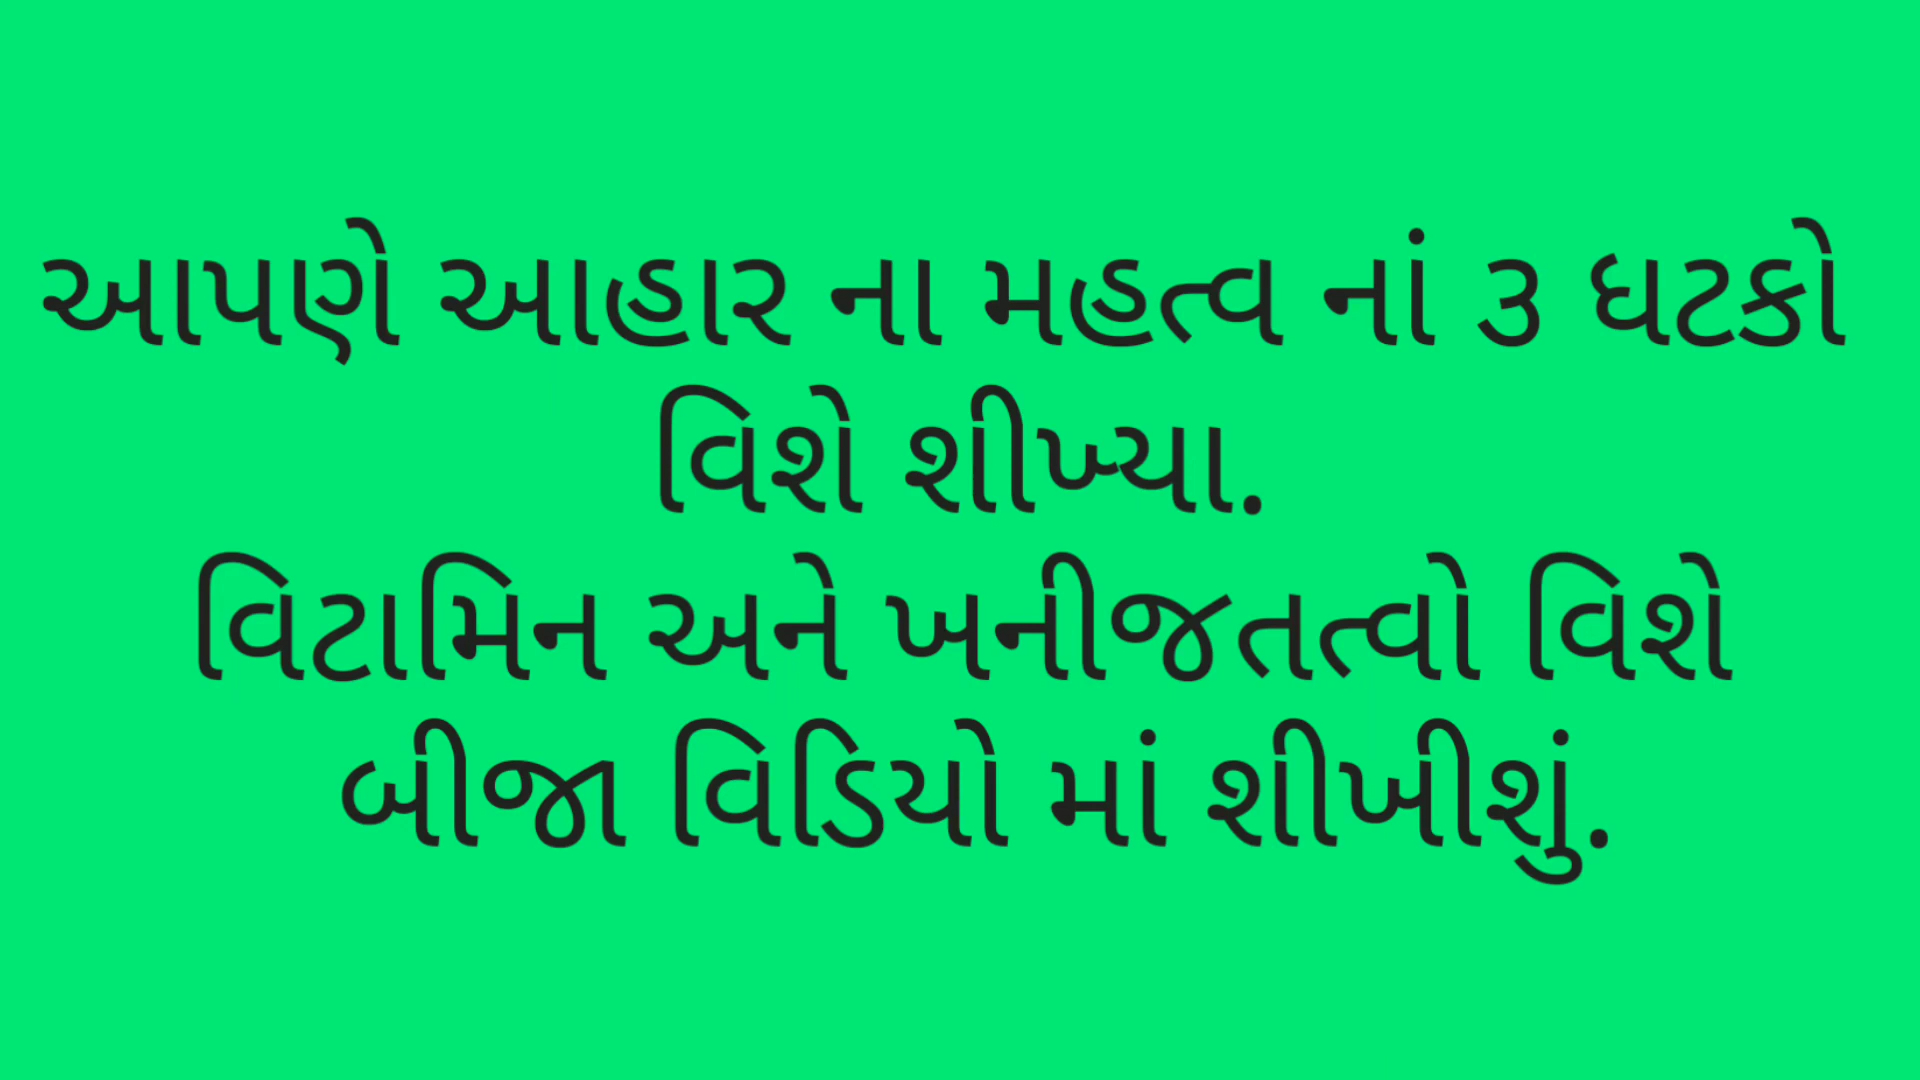 આપણે આહાર ના મહત્વ નાં ૩ ઘટકો
વિશે શીખ્યા.
વિટામિન અને ખનીજતત્વો વિશે
બીજા વિડિયો માં શીખીશું.